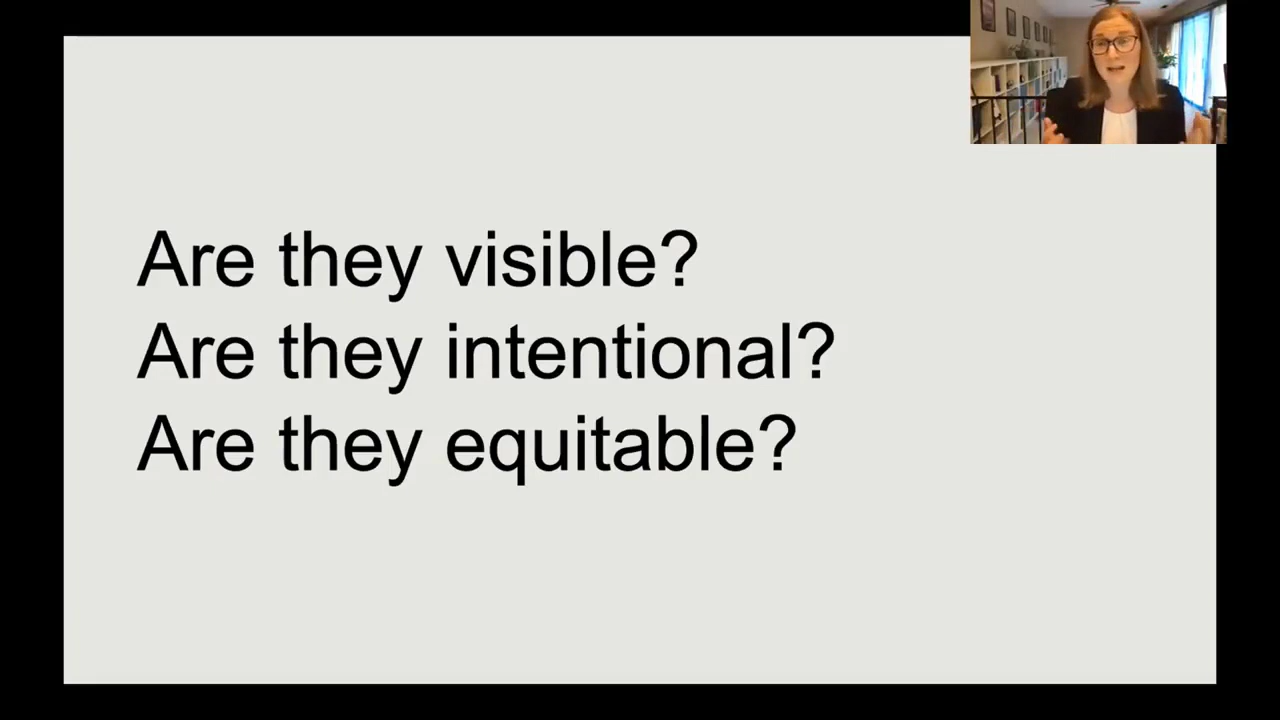 Are they visible?
Are they intentional?
Are they equitable?